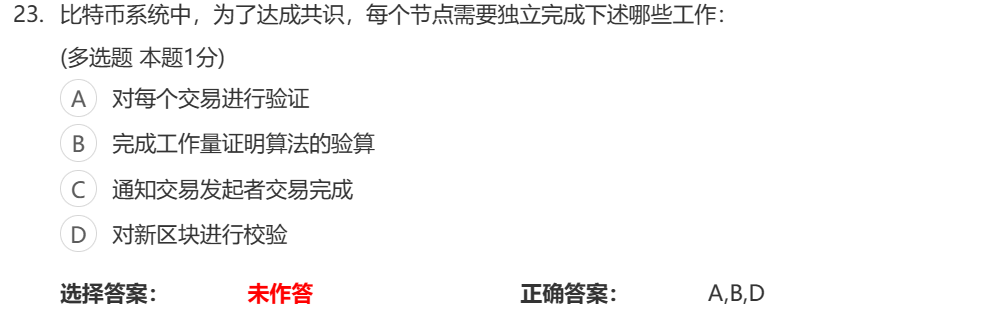 23. 比特币系统中，为了达成共识，每个节点需要独立完成下述哪些工作：
(多选题 本题1分)
A 对每个交易进行验证
B 完成工作量证明算法的验算
C 通知交易发起者交易完成
D 对新区块进行校验
选择答案： 未作答 正确答案： A,B,D